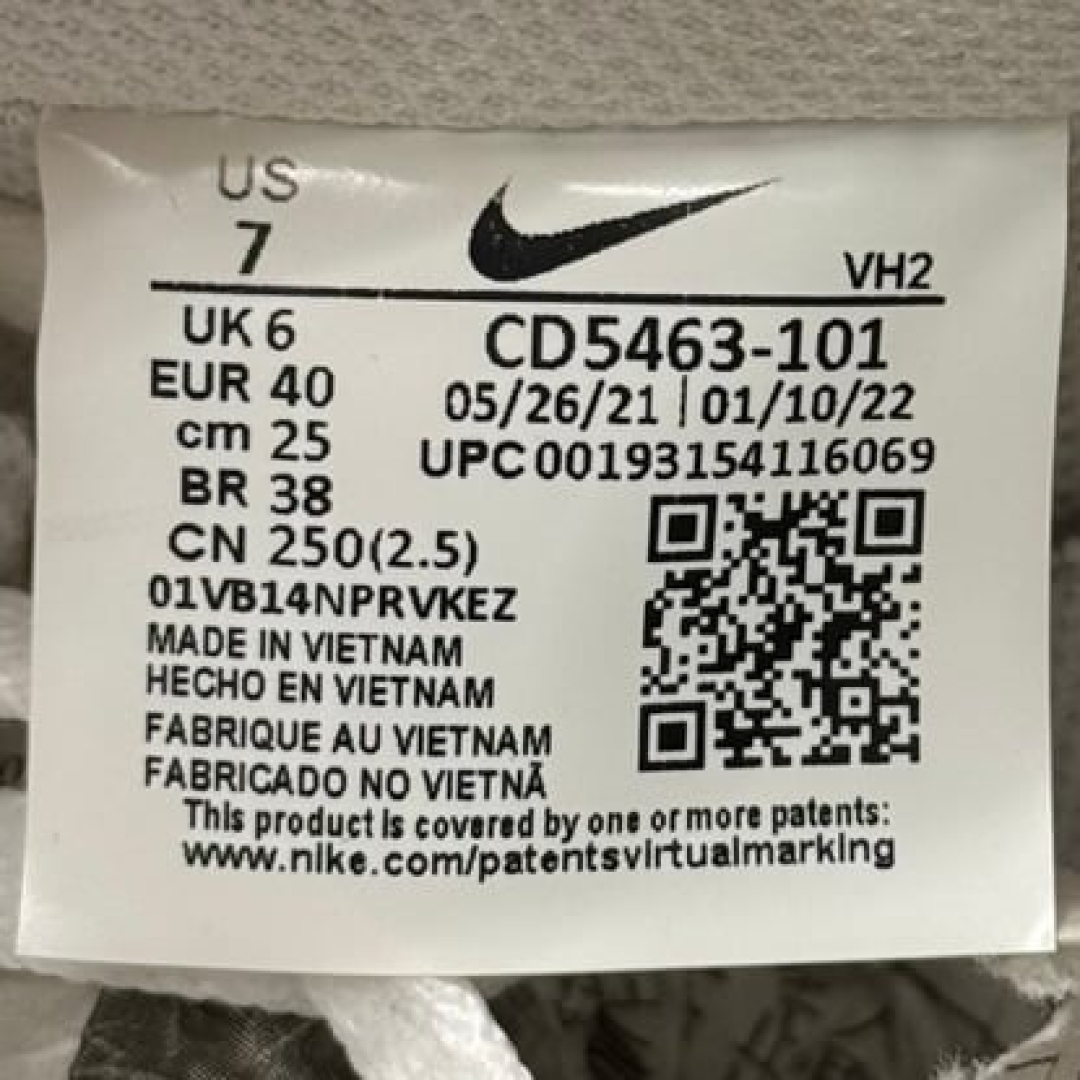 US
7
VH2
UK 6
EUR 40
cm 25
BR 38
CN 250(2.5)
CD5463-101
05/26/21 | 01/10/22
UPC 00193154116069
01VB14NPRVKEZ
MADE IN VIETNAM
HECHO EN VIETNAM
FABRIQUE AU VIETNAM
FABRICADO NO VIETNÃ
This product is covered by one or more patents:
www.nike.com/patentsvirtualmarking